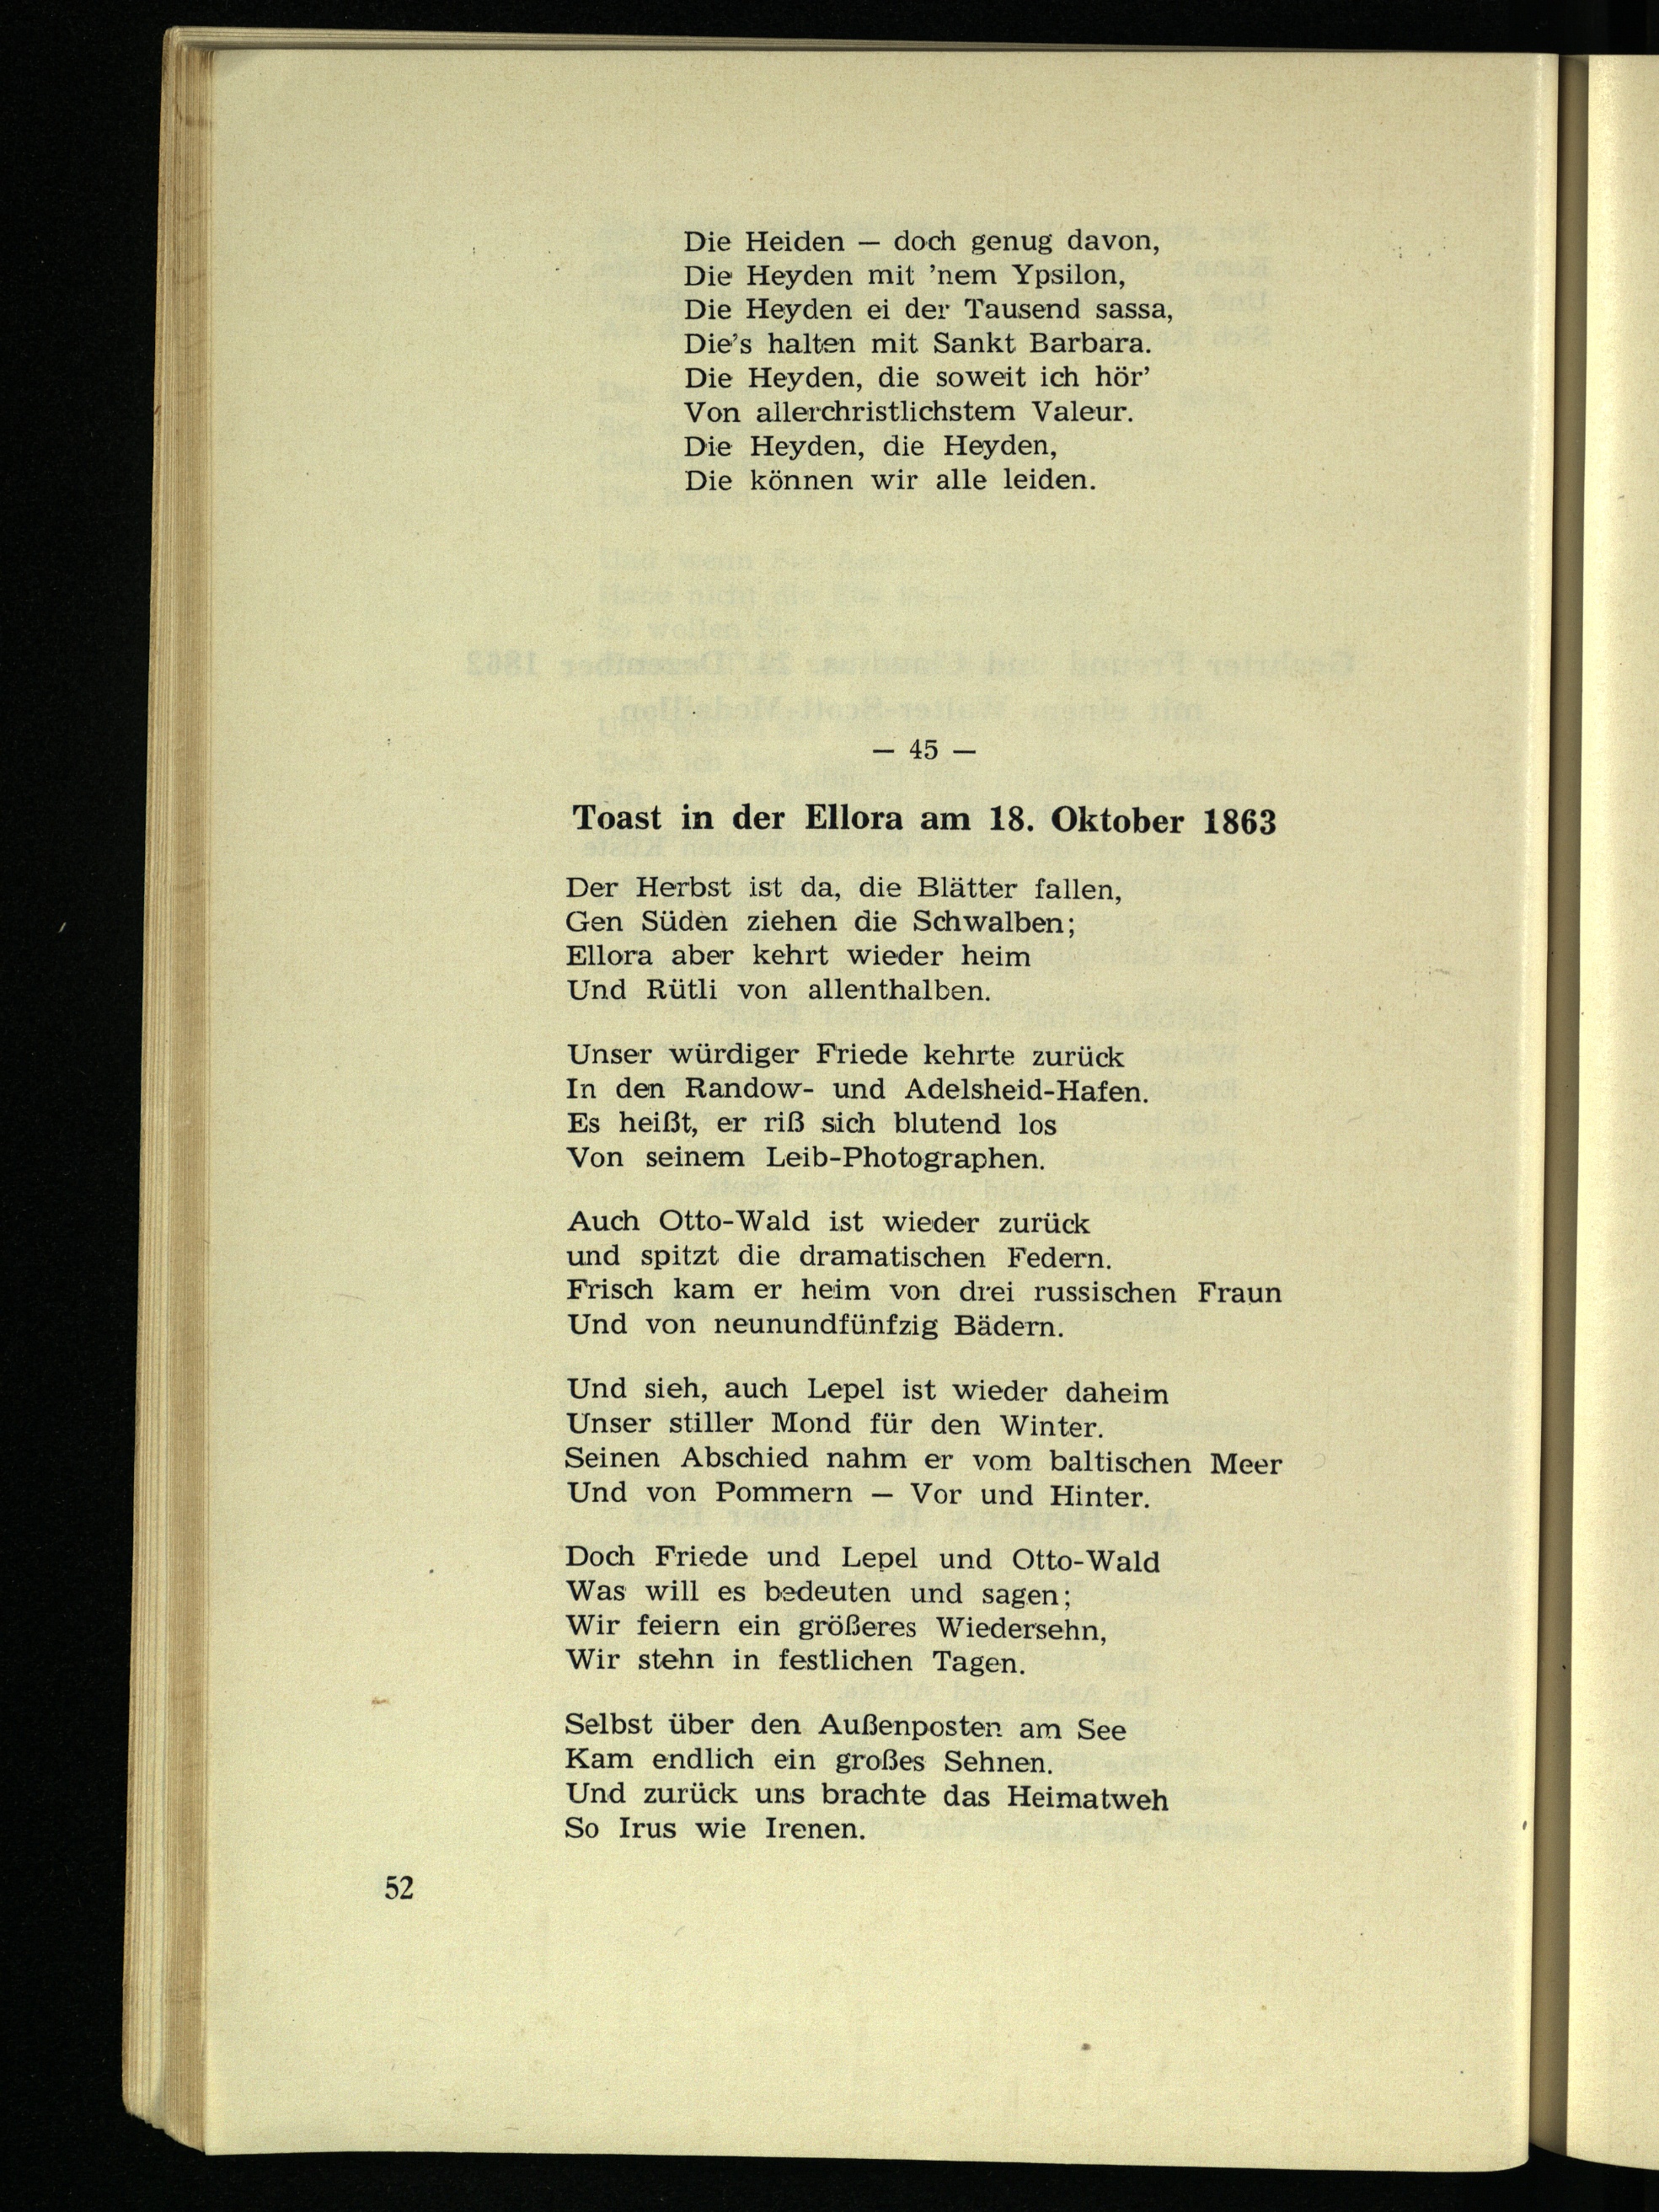 Die Heiden — doch genug davon,
Die Heyden mit ’nem Ypsilon,
Die Heyden ei der Tausend sassa,
Die’s halten mit Sankt Barbara.
Die Heyden, die soweit ich hör’
Von allerchristlichstem Valeur.
Die Heyden, die Heyden,
Die können wir alle leiden.
— 45 —
Toast in der Ellora am 18. Oktober 1863
Der Herbst ist da, die Blätter fallen,
Gen Süden ziehen die Schwalben;
Ellora aber kehrt wieder heim
Und Rütli von allenthalben.
Unser würdiger Friede kehrte zurück
In den Randow- und Adelsheid-Hafen.
Es heißt, er riß sich blutend los
Von seinem Leib-Photographen.
Auch Otto-Wald ist wieder zurück
und spitzt die dramatischen Federn.
Frisch kam er heim von drei russischen Fraun
Und von neunundfünfzig Bädern.
Und sieh, auch Lepel ist wieder daheim
Unser stiller Mond für den Winter.
Seinen Abschied nahm er vom baltischen Meer
Und von Pommern — Vor und Hinter.
Doch Friede und Lepel und Otto-Wald
Was will es bedeuten und sagen;
Wir feiern ein größeres Wiedersehn,
Wir stehn in festlichen Tagen.
Selbst über den Außenposten am See
Kam endlich ein großes Sehnen.
Und zurück uns brachte das Heimatweh
So Irus wie Irenen.
52